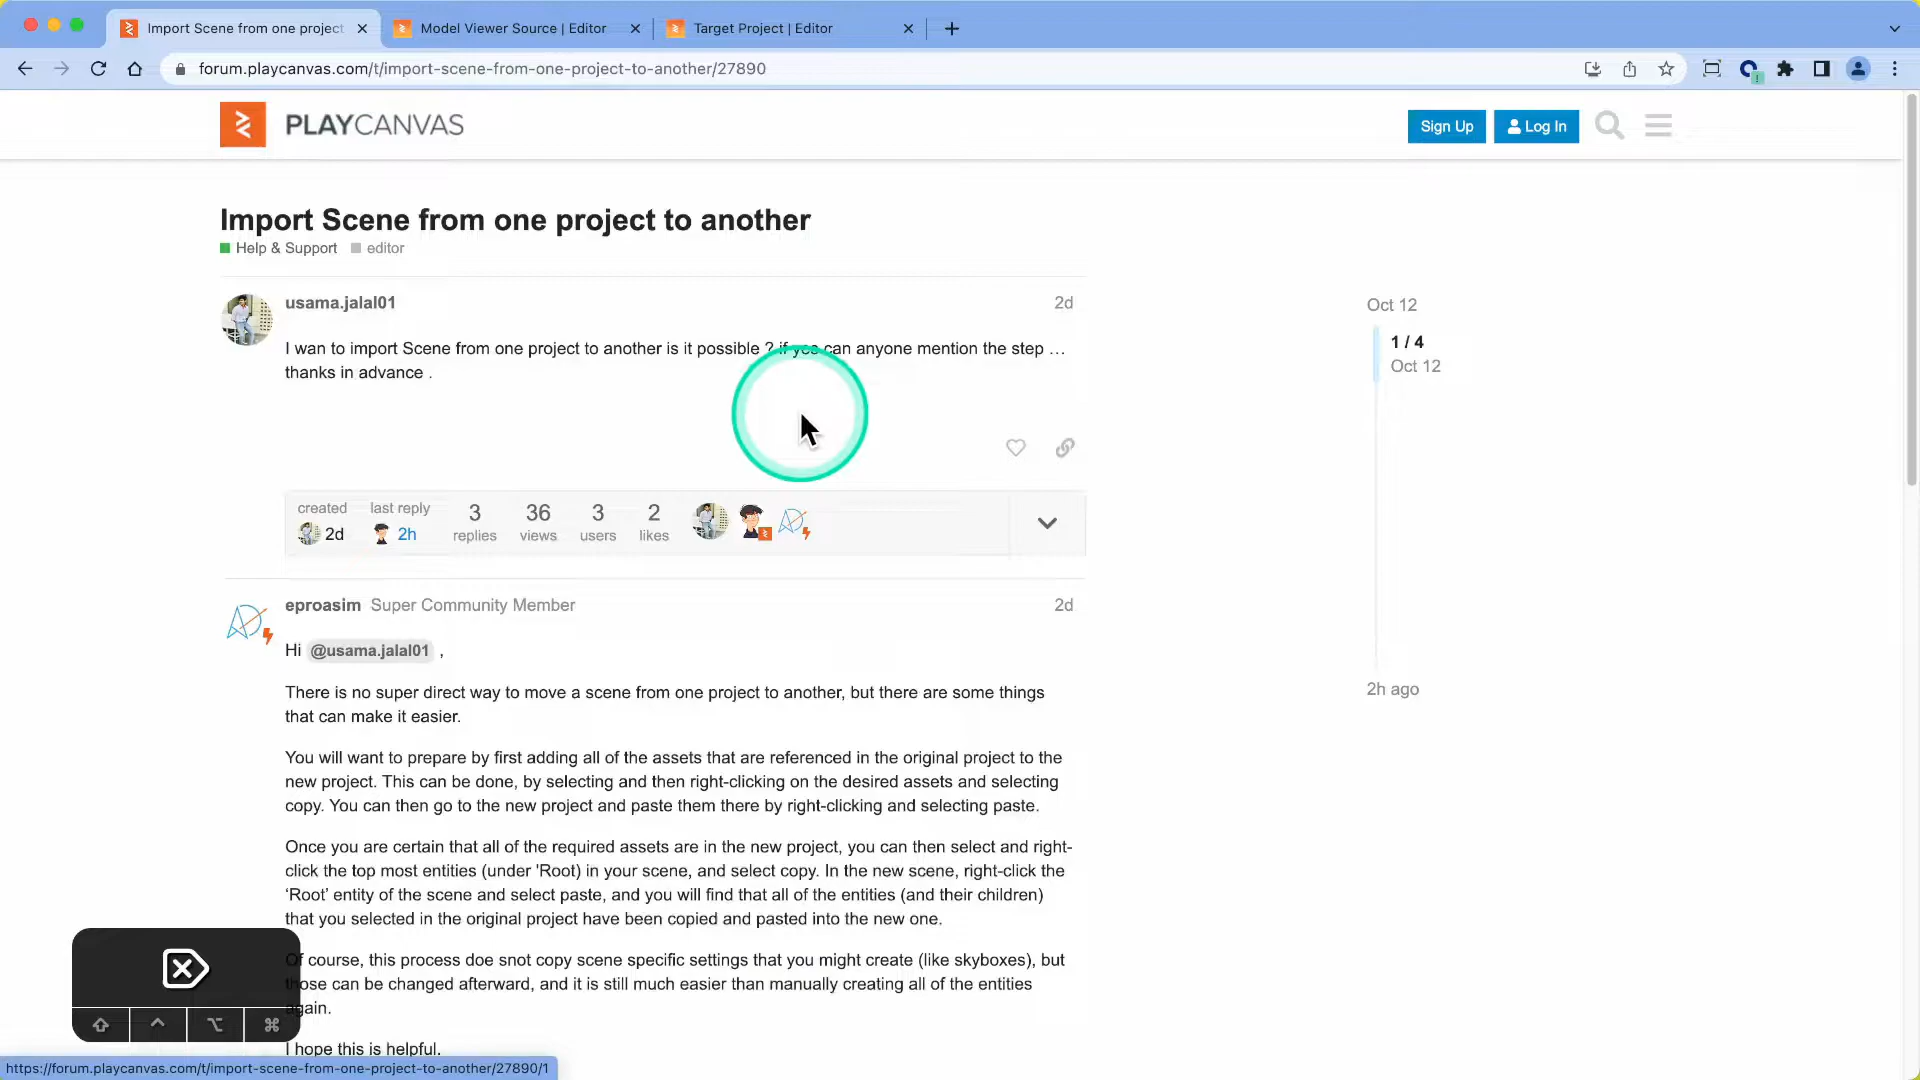 Import Scene from one project
Model Viewer Source | Editor
Target Project | Editor
forum.playcanvas.com/t/import-scene-from-one-project-to-another/27890
PLAYCANVAS
Sign Up
Log In
Import Scene from one project to another
Help & Support
editor
usama.jalal01
2d
I wan to import Scene from one project to another is it possible ? if yes can anyone mention the step …
thanks in advance .
Oct 12
1 / 4
Oct 12
2h ago
created
2d
last reply
2h
3
replies
36
views
3
users
2
likes
eproasim Super Community Member
2d
Hi @usama.jalal01 ,
There is no super direct way to move a scene from one project to another, but there are some things
that can make it easier.
You will want to prepare by first adding all of the assets that are referenced in the original project to the
new project. This can be done, by selecting and then right-clicking on the desired assets and selecting
copy. You can then go to the new project and paste them there by right-clicking and selecting paste.
Once you are certain that all of the required assets are in the new project, you can then select and right-
click the top most entities (under 'Root) in your scene, and select copy. In the new scene, right-click the
‘Root’ entity of the scene and select paste, and you will find that all of the entities (and their children)
that you selected in the original project have been copied and pasted into the new one.
Of course, this process doe snot copy scene specific settings that you might create (like skyboxes), but
those can be changed afterward, and it is still much easier than manually creating all of the entities
again.
I hope this is helpful.
https://forum.playcanvas.com/t/import-scene-from-one-project-to-another/27890/1